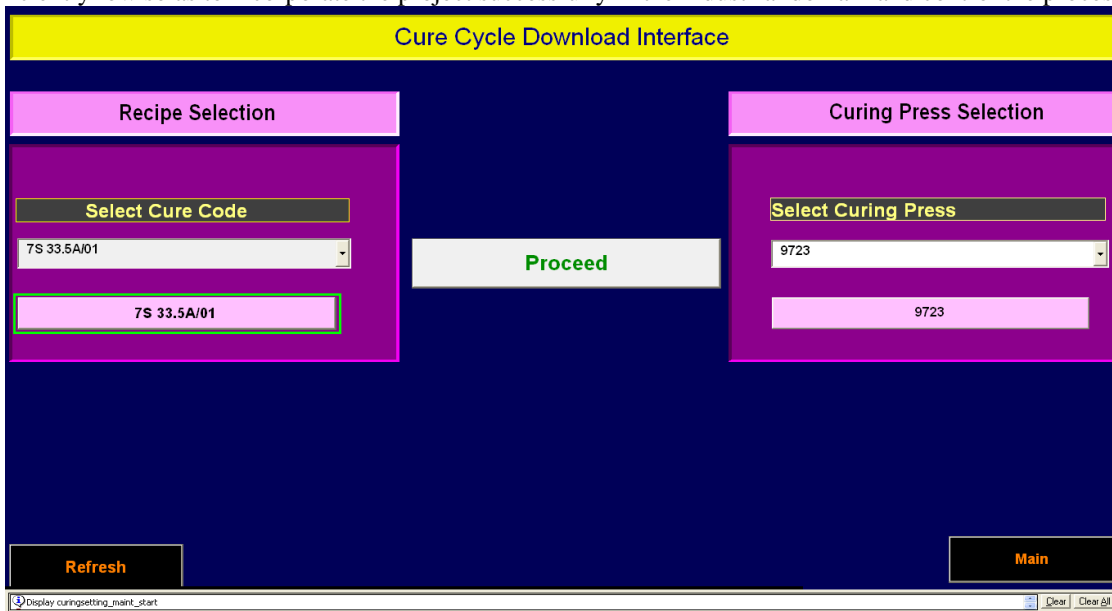 Cure Cycle Download Interface
Recipe Selection
Curing Press Selection
Select Cure Code
Select Curing Press
7S 33.5A/01
9723
Proceed
7S 33.5A/01
9723
Refresh
Main
Display curingsetting_maint_start
Clear
Clear All